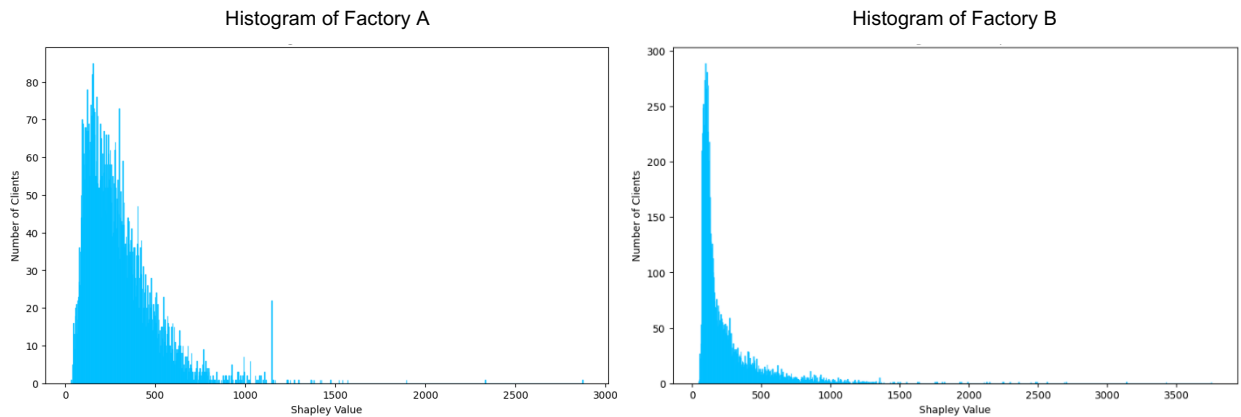 Histogram of Factory A
Histogram of Factory B
80
70
60
50
40
30
20
10
0
Number of Clients
0 500 1000 1500 2000 2500 3000
Shapley Value
300
250
200
150
100
50
0
Number of Clients
0 500 1000 1500 2000 2500 3000 3500
Shapley Value